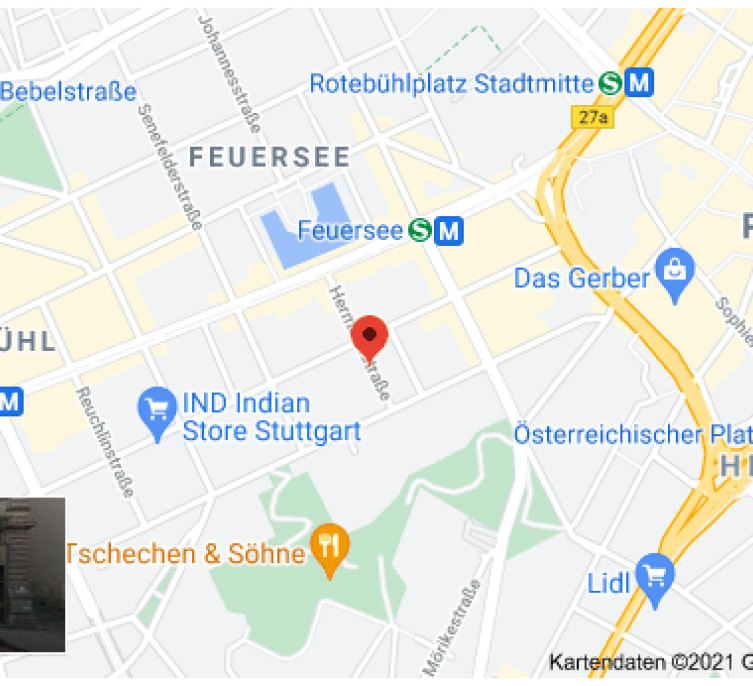 Johannesstraße
Bebelstraße
Rotebühlplatz Stadtmitte S M
27a
Senefelderstraße
FEUERSEE
Feuersee S M
Das Gerber
ÜHL
M
IND Indian
Store Stuttgart
Reuchlinstraße
Österreichischer Plat
Tschechen & Söhne
Lidl
Mörikestraße
Kartendaten ©2021 G